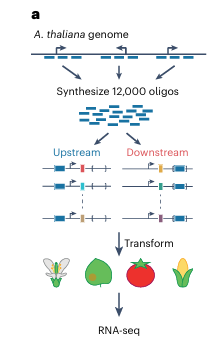 a
A. thaliana genome
Synthesize 12,000 oligos
Upstream Downstream
Transform
RNA-seq